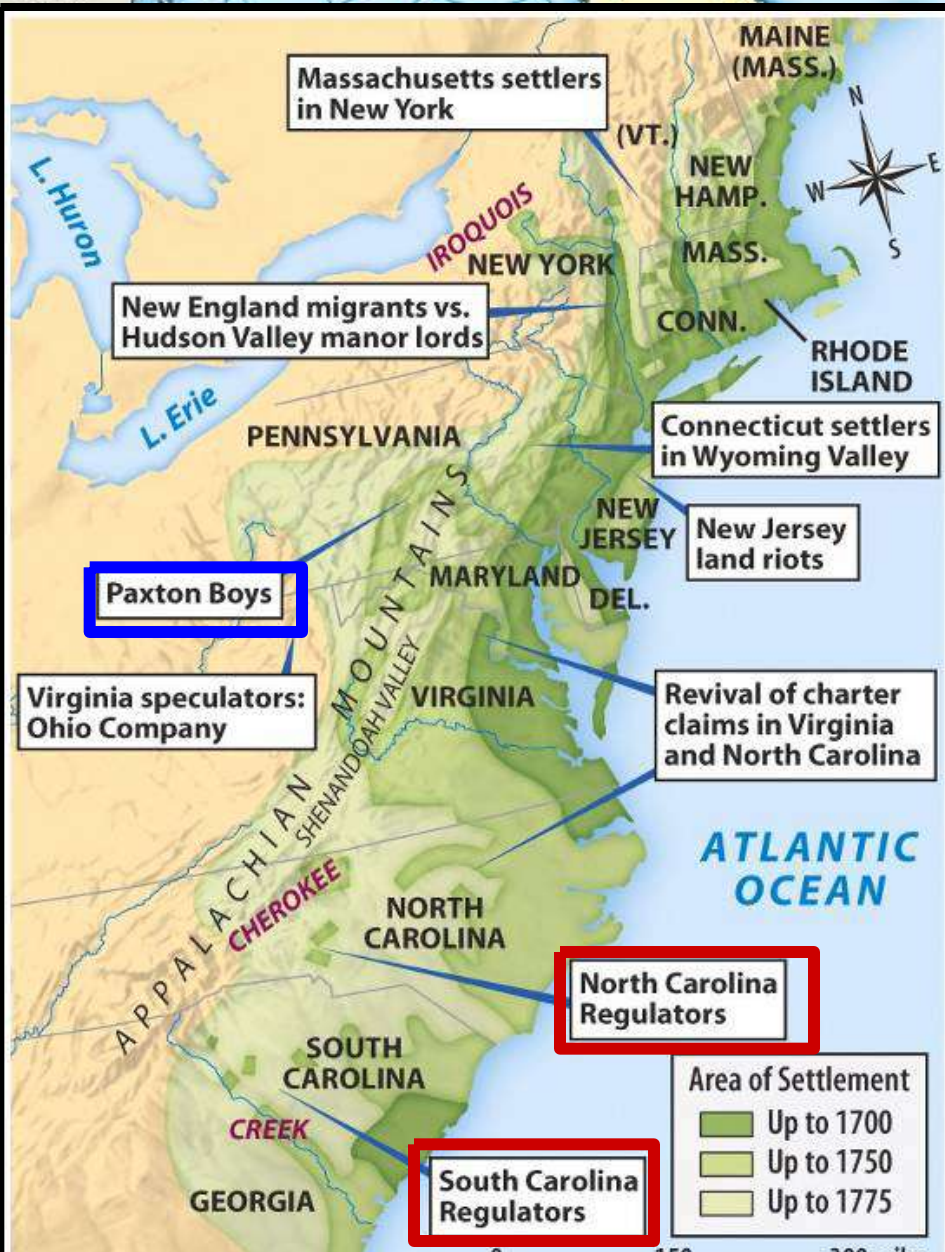 MAINE
(MASS.)
Massachusetts settlers
in New York
N
(VT.)
E
L. Huron
NEW
HAMP.
W
IROQUOIS
S
MASS.
NEW YORK
New England migrants vs.
Hudson Valley manor lords
CONN.
RHODE
ISLAND
L. Erie
PENNSYLVANIA
Connecticut settlers
in Wyoming Valley
NEW
JERSEY
New Jersey
land riots
MARYLAND
Paxton Boys
DEL.
APPALACHIAN MOUNTAINS
SHENANDOAH VALLEY
Virginia speculators:
Ohio Company
VIRGINIA
Revival of charter
claims in Virginia
and North Carolina
ATLANTIC
OCEAN
CHEROKEE
NORTH
CAROLINA
North Carolina
Regulators
SOUTH
CAROLINA
Area of Settlement
Up to 1700
Up to 1750
Up to 1775
CREEK
South Carolina
Regulators
GEORGIA